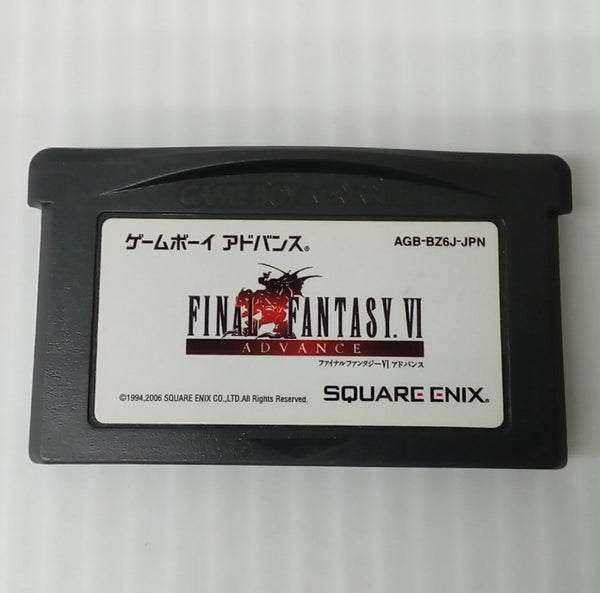 GAME BOY ADVANCE
ゲームボーイ アドバンス®
AGB-BZ6J-JPN
FINAL FANTASY. VI
ADVANCE
ファイナルファンタジーVI アドバンス
©1994,2006 SQUARE ENIX CO.,LTD.All Rights Reserved.
SQUARE ENIX®